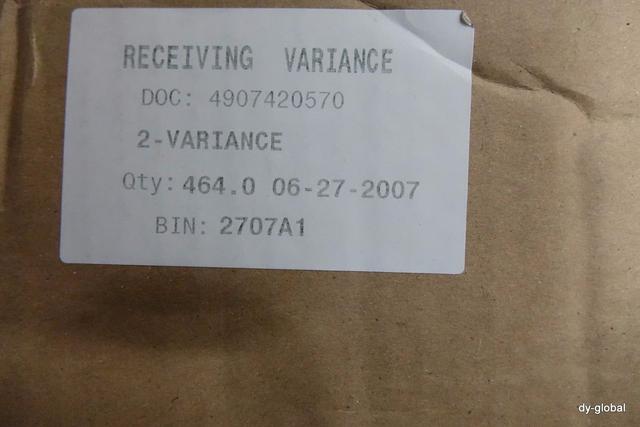 RECEIVING VARIANCE
DOC: 4907420570
2-VARIANCE
Qty: 464.0 06-27-2007
BIN: 2707A1
dy-global